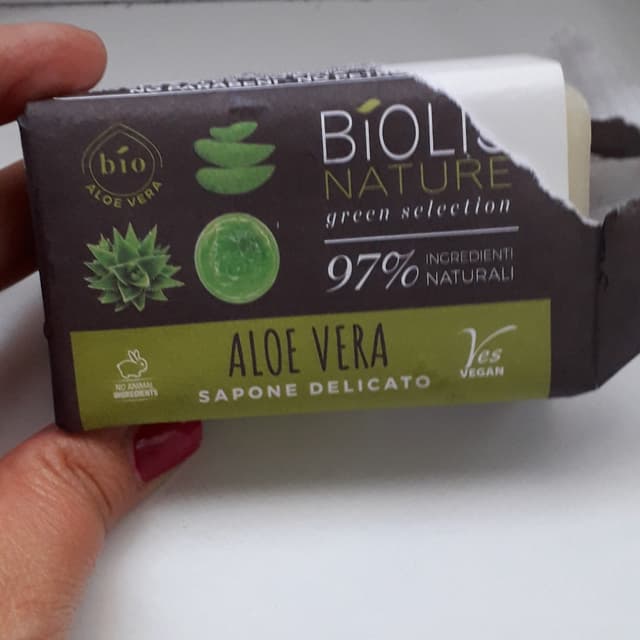 bio
ALOE VERA
BIOLIS
NATURE
green selection
97%
INGREDIENTI
NATURALI
ALOE VERA
SAPONE DELICATO
NO ANIMAL
INGREDIENTS
Yes
VEGAN